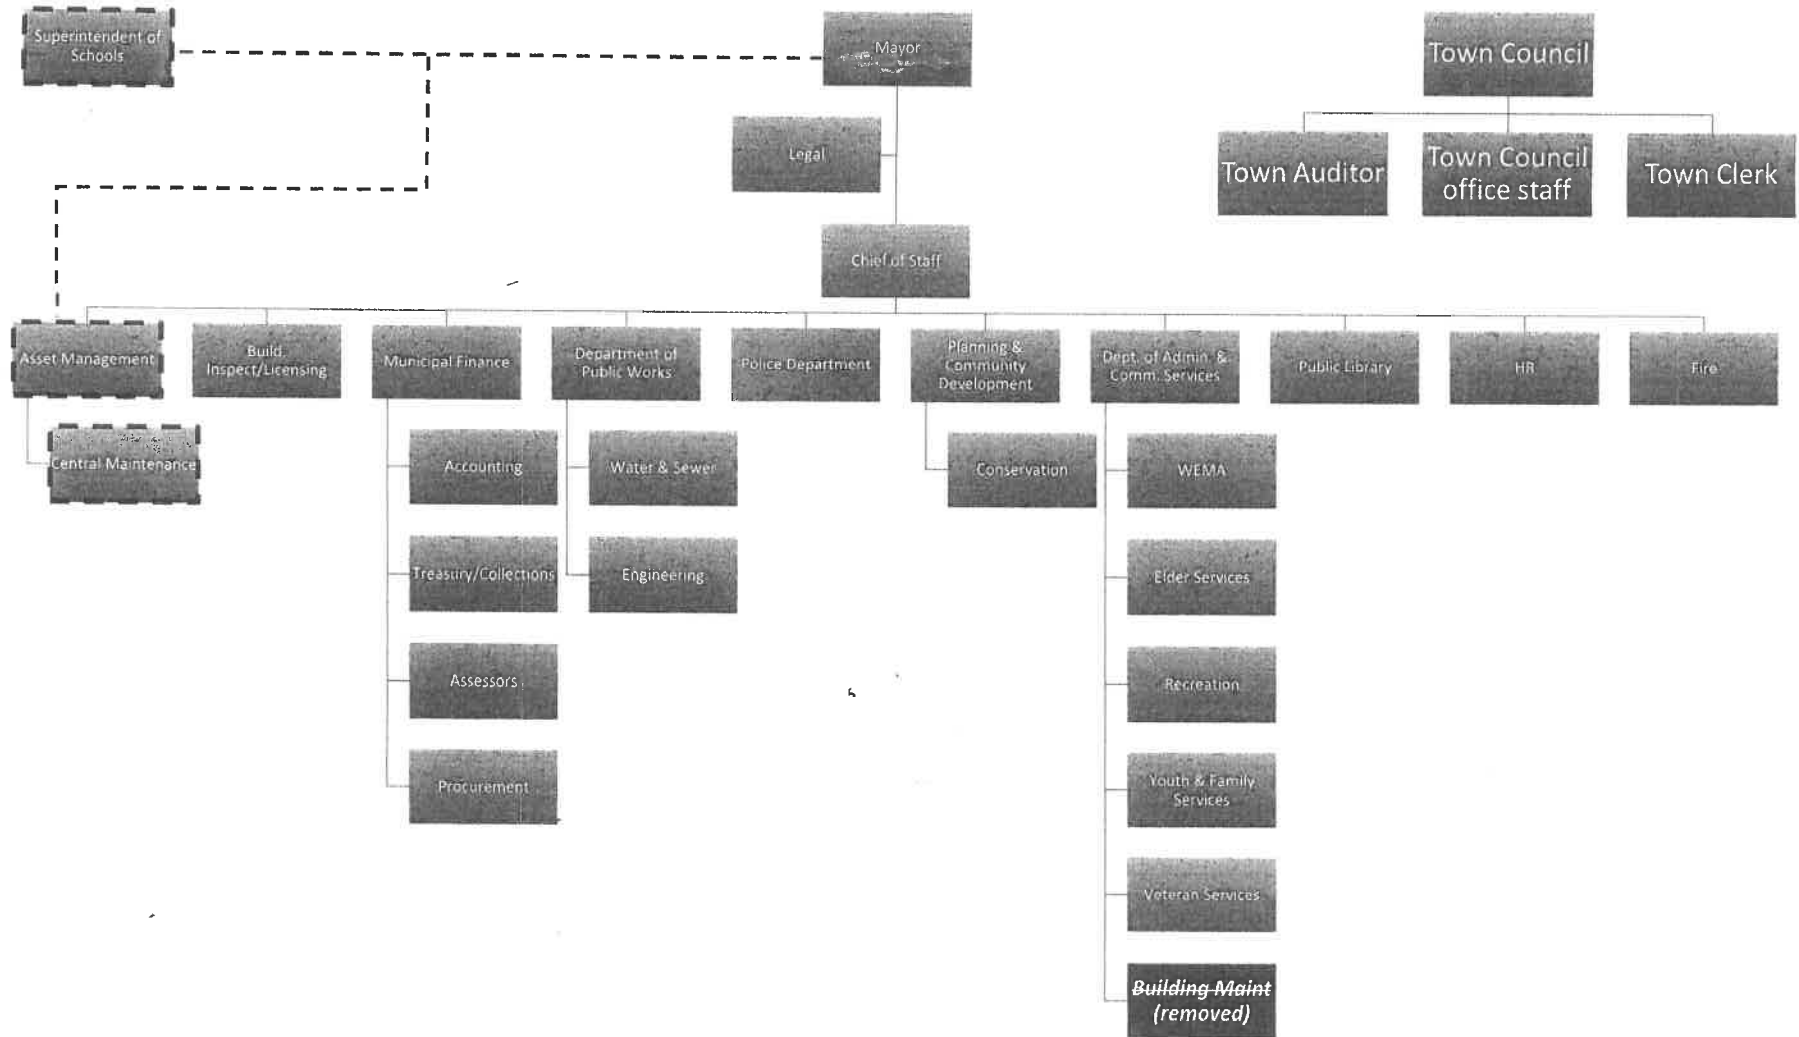 Superintendent of
Schools
Mayor
Town Council
Legal
Town Auditor
Town Council
office staff
Town Clerk
Chief of Staff
Asset Management
Build.
Inspect/Licensing
Municipal Finance
Department of
Public Works
Police Department
Planning &
Community
Development
Dept. of Admin. &
Comm. Services
Public Library
HR
Fire
Central Maintenance
Accounting
Water & Sewer
Conservation
WEMA
Treasury/Collections
Engineering
Elder Services
Assessors
Recreation
Procurement
Youth & Family
Services
Veteran Services
Building Maint
(removed)